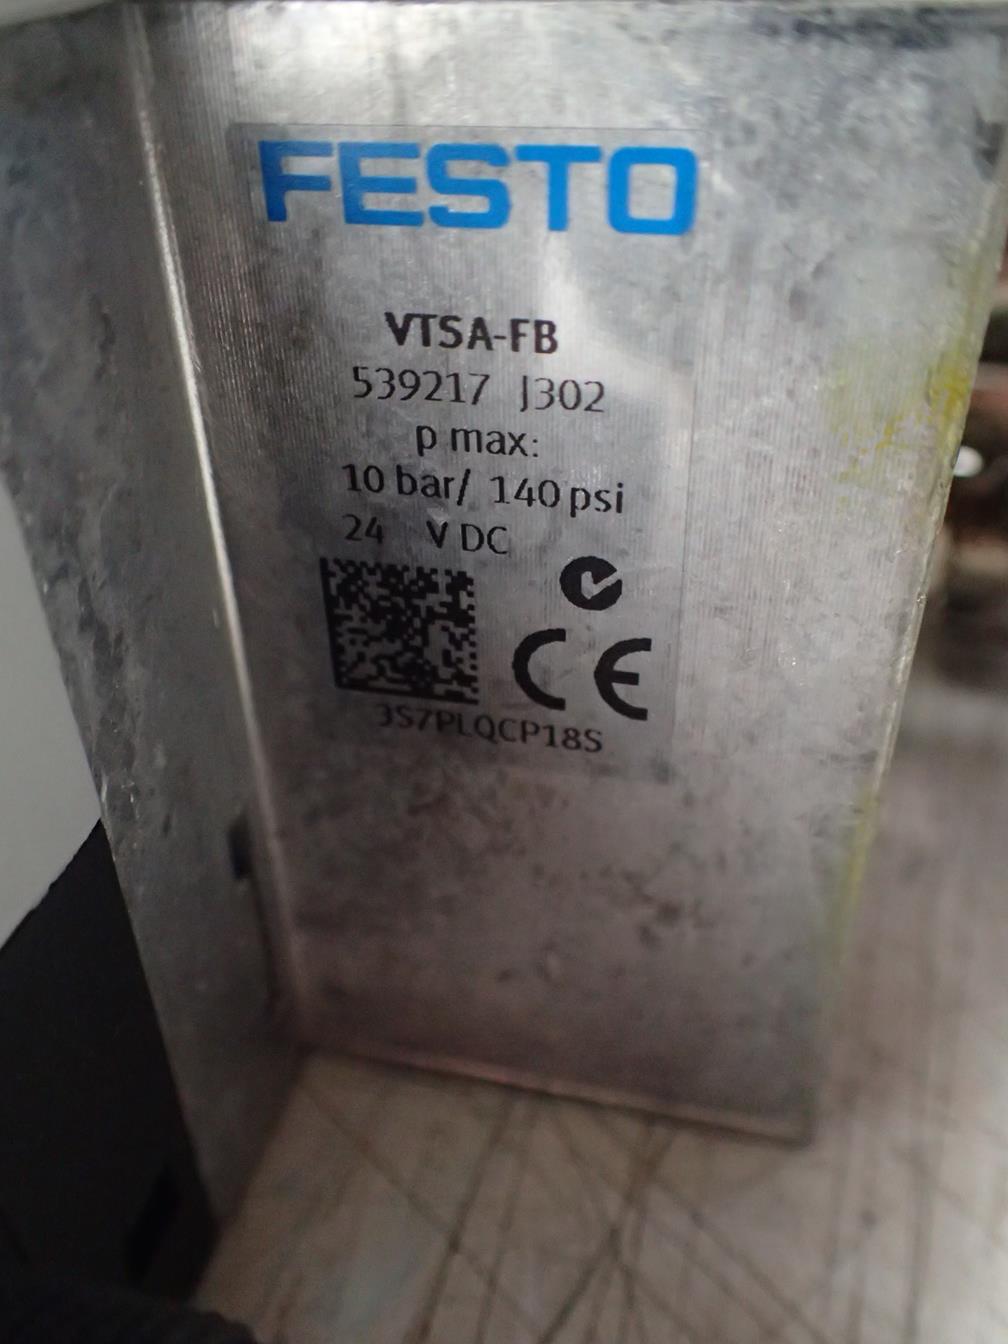 FESTO
VTSA-FB
539217 J302
p max:
10 bar/ 140 psi
24 V DC
CE
3S7PLQCP18S